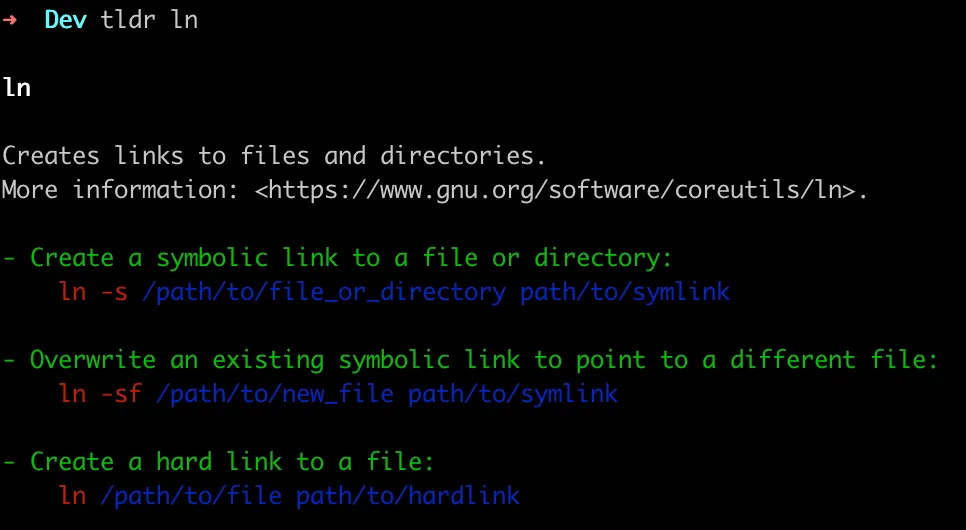 ➜  Dev tldr ln
ln
Creates links to files and directories.
More information: <https://www.gnu.org/software/coreutils/ln>.
- Create a symbolic link to a file or directory:
ln -s /path/to/file_or_directory path/to/symlink
- Overwrite an existing symbolic link to point to a different file:
ln -sf /path/to/new_file path/to/symlink
- Create a hard link to a file:
ln /path/to/file path/to/hardlink